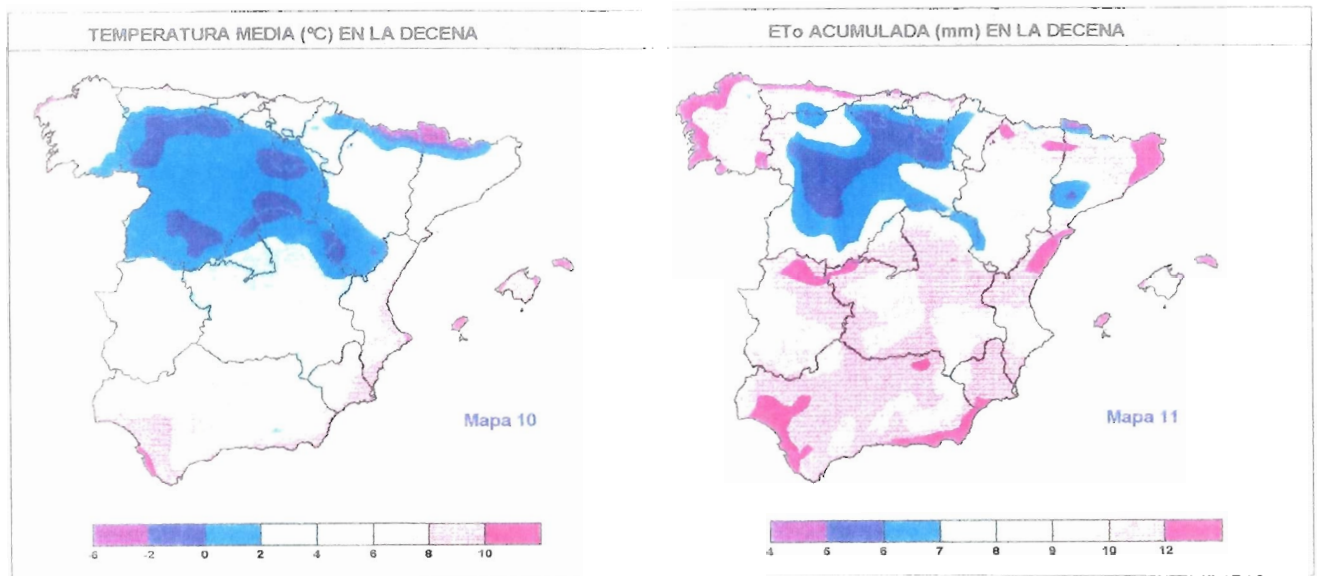 TEMPERATURA MEDIA (ºC) EN LA DECENA
Mapa 10
-6 -2 0 2 4 6 8 10
ETo ACUMULADA (mm) EN LA DECENA
Mapa 11
4 5 6 7 8 9 10 12